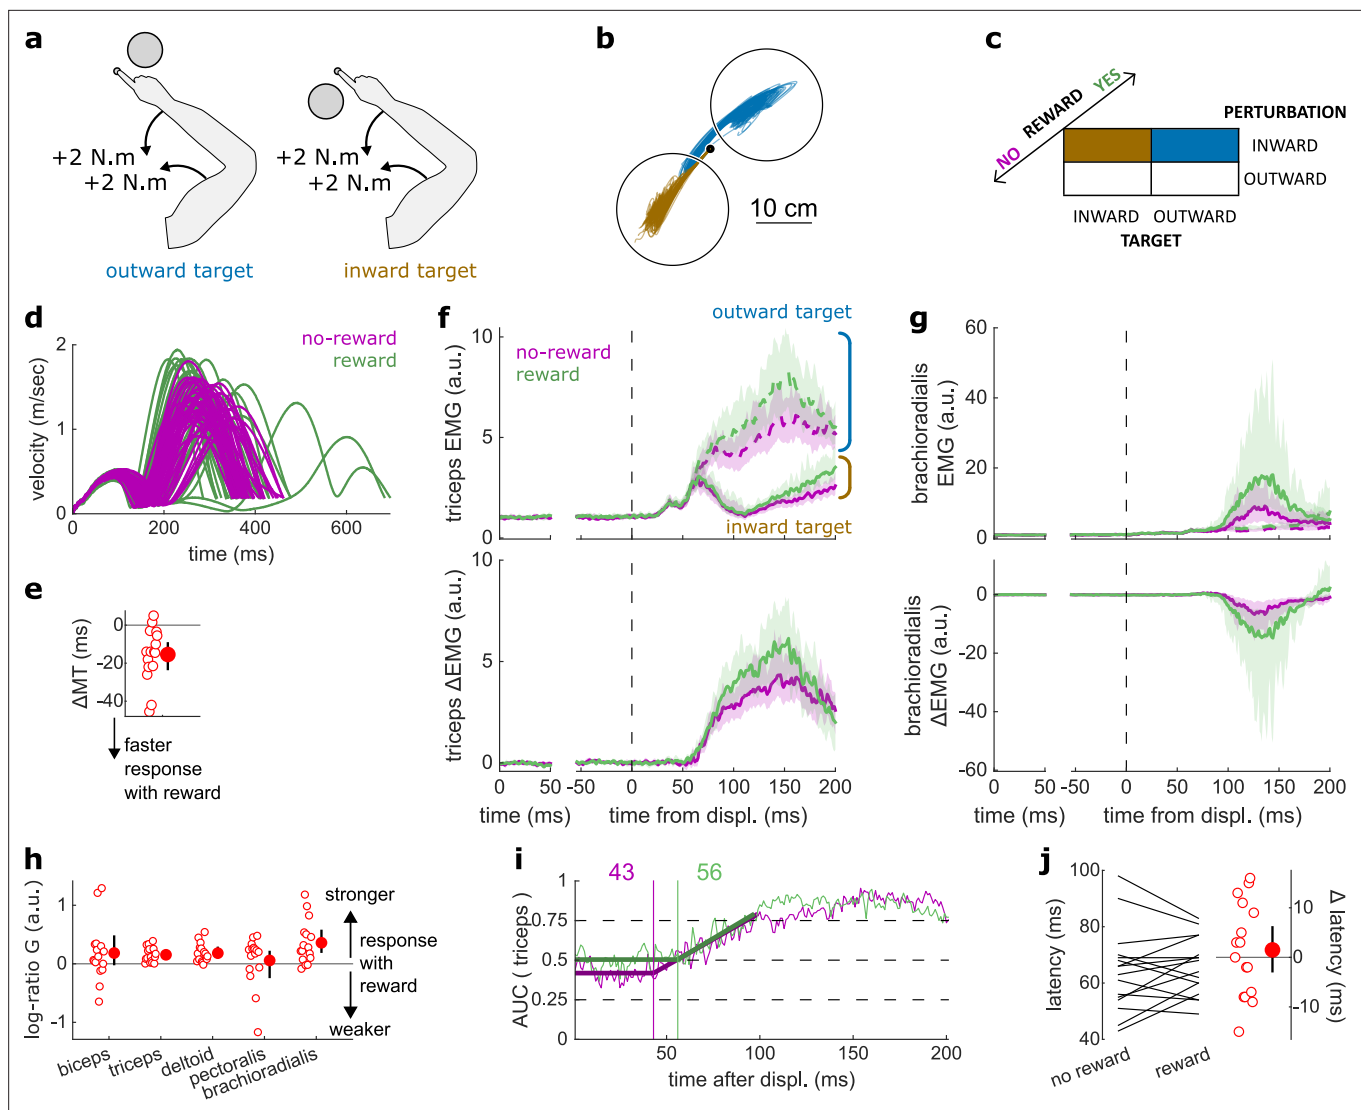 a
+2 N.m
+2 N.m
outward target
+2 N.m
+2 N.m
inward target
b
10 cm
c
NO REWARD YES
PERTURBATION
INWARD
OUTWARD
INWARD OUTWARD
TARGET
d
no-reward
reward
velocity (m/sec)
2
1
0
0 200 400 600
time (ms)
e
ΔMT (ms)
0
-20
-40
faster
response
with reward
f
outward target
no-reward
reward
triceps EMG (a.u.)
10
5
0
inward target
triceps ΔEMG (a.u.)
10
5
0
0 50 -50 0 50 100 150 200
time (ms) time from displ. (ms)
g
brachioradialis
EMG (a.u.)
60
40
20
0
brachioradialis
ΔEMG (a.u.)
0
-20
-40
-60
0 50 -50 0 50 100 150 200
time (ms) time from displ. (ms)
h
log-ratio G (a.u.)
1
0
-1
stronger
response
with
reward
weaker
biceps
triceps
deltoid
pectoralis
brachioradialis
i
43 56
AUC ( triceps )
1
0.75
0.5
0.25
0
0 50 100 150 200
time after displ. (ms)
j
latency (ms)
100
80
60
40
no reward
reward
10
0
-10
Δ latency (ms)